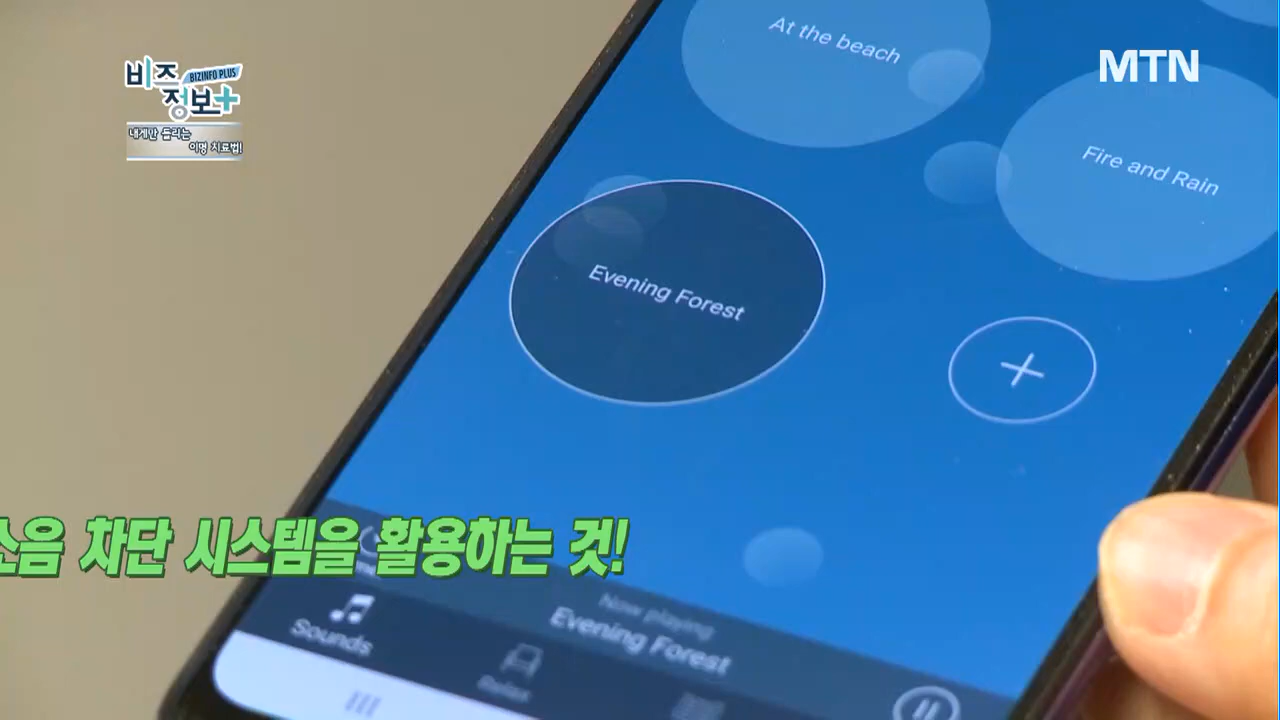 비즈
BIZINFO PLUS
정보+
내게만 들리는
이명 치료법!
MTN
At the beach
Fire and Rain
Evening Forest
소음 차단 시스템을 활용하는 것!
Now playing
Evening Forest
Sounds
Relax